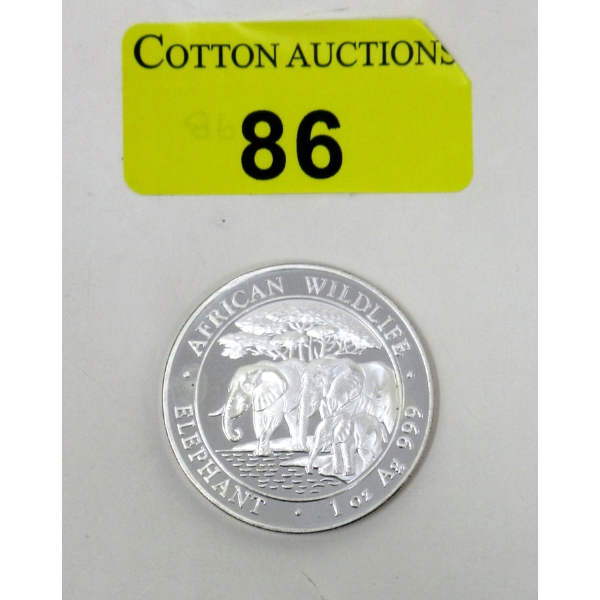 COTTON AUCTIONS
86
· AFRICAN WILDLIFE ·
ELEPHANT · 1 oz Ag 999